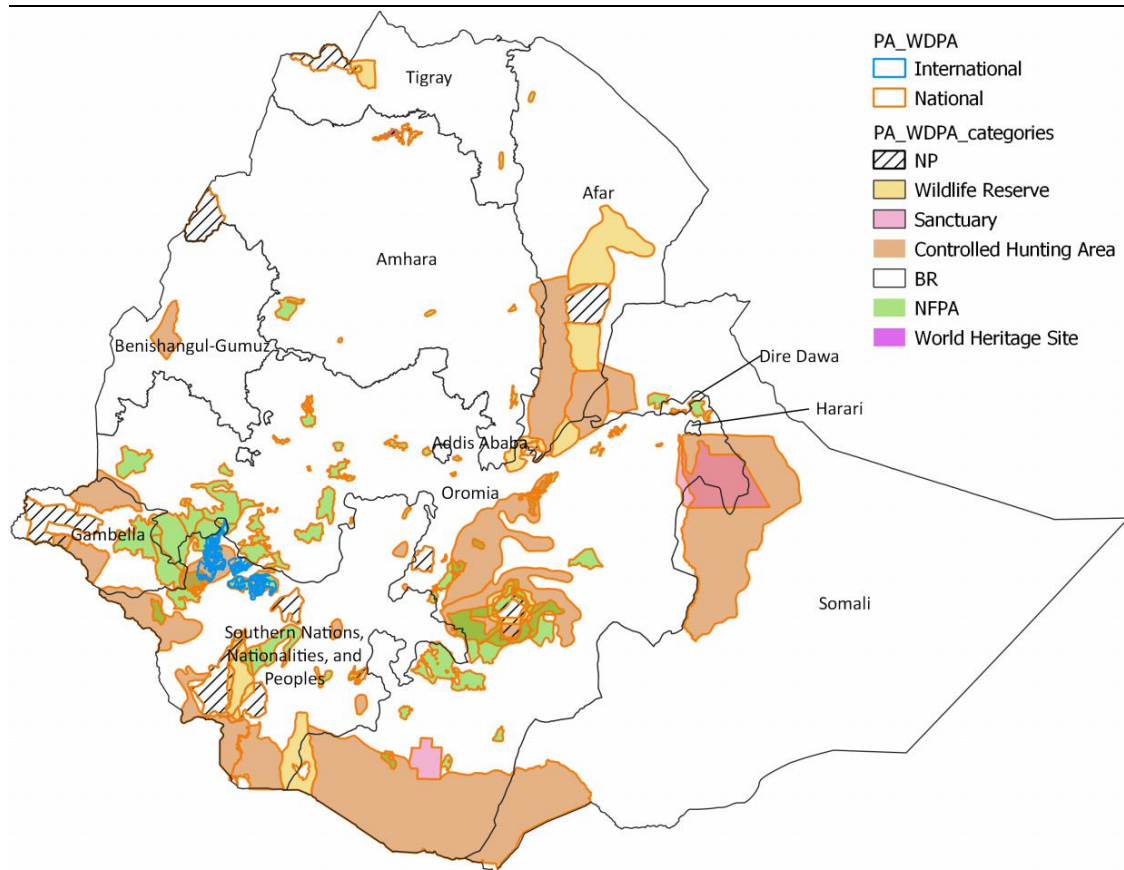 PA_WDPA
International
National
PA_WDPA_categories
NP
Wildlife Reserve
Sanctuary
Controlled Hunting Area
BR
NFPA
World Heritage Site
Tigray
Afar
Amhara
Benishangul-Gumuz
Dire Dawa
Harari
Addis Ababa
Oromia
Gambella
Somali
Southern Nations,
Nationalities, and
Peoples